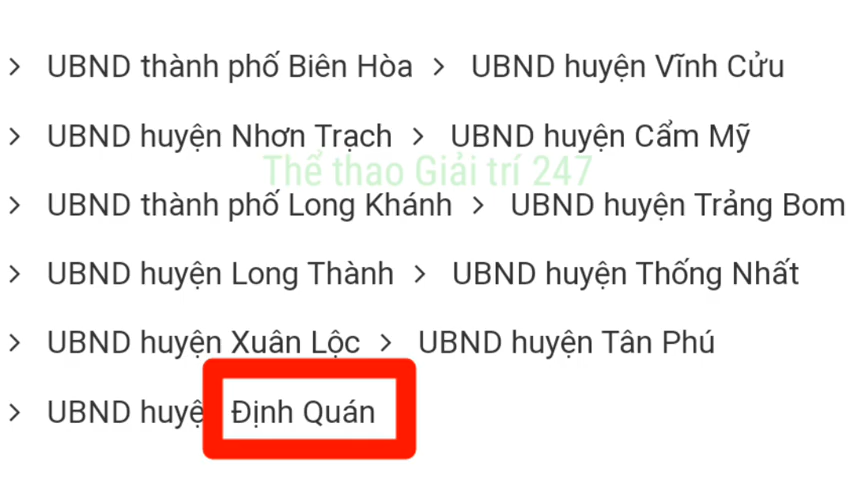 > UBND thành phố Biên Hòa > UBND huyện Vĩnh Cửu
> UBND huyện Nhơn Trạch > UBND huyện Cẩm Mỹ
Thể thao Giải trí 247
> UBND thành phố Long Khánh > UBND huyện Trảng Bom
> UBND huyện Long Thành > UBND huyện Thống Nhất
> UBND huyện Xuân Lộc > UBND huyện Tân Phú
> UBND huyệ Định Quán